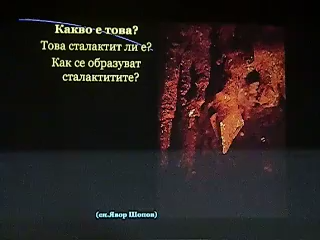 Какво е това?
Това сталактит ли е?
Как се образуват
сталактитите?
(сн.Явор Шопов)